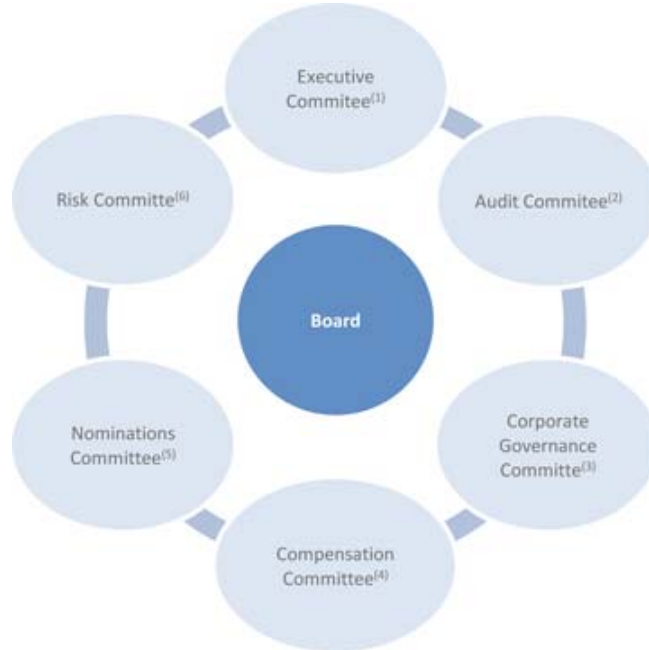 Executive
Commitee(1)
Risk Committe(6)
Audit Commitee(2)
Board
Nominations
Committee(5)
Corporate
Governance
Committe(3)
Compensation
Committee(4)